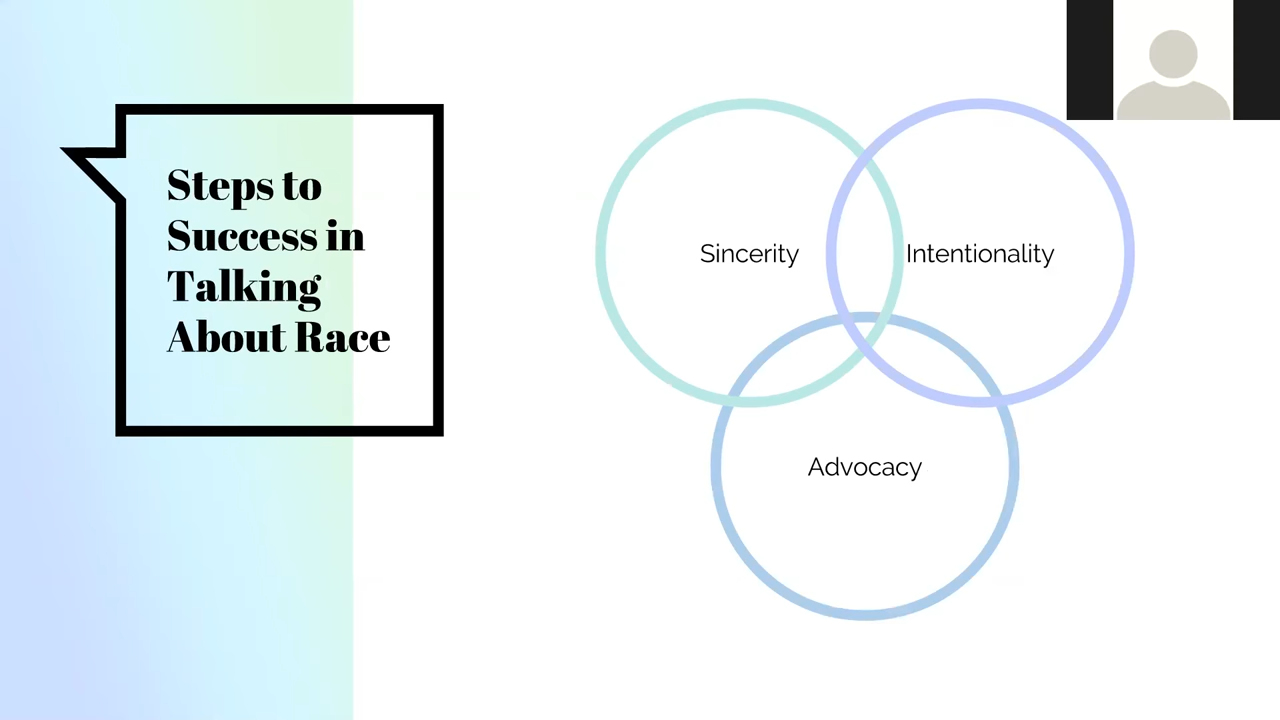 Steps to
Success in
Talking
About Race
Sincerity
Intentionality
Advocacy